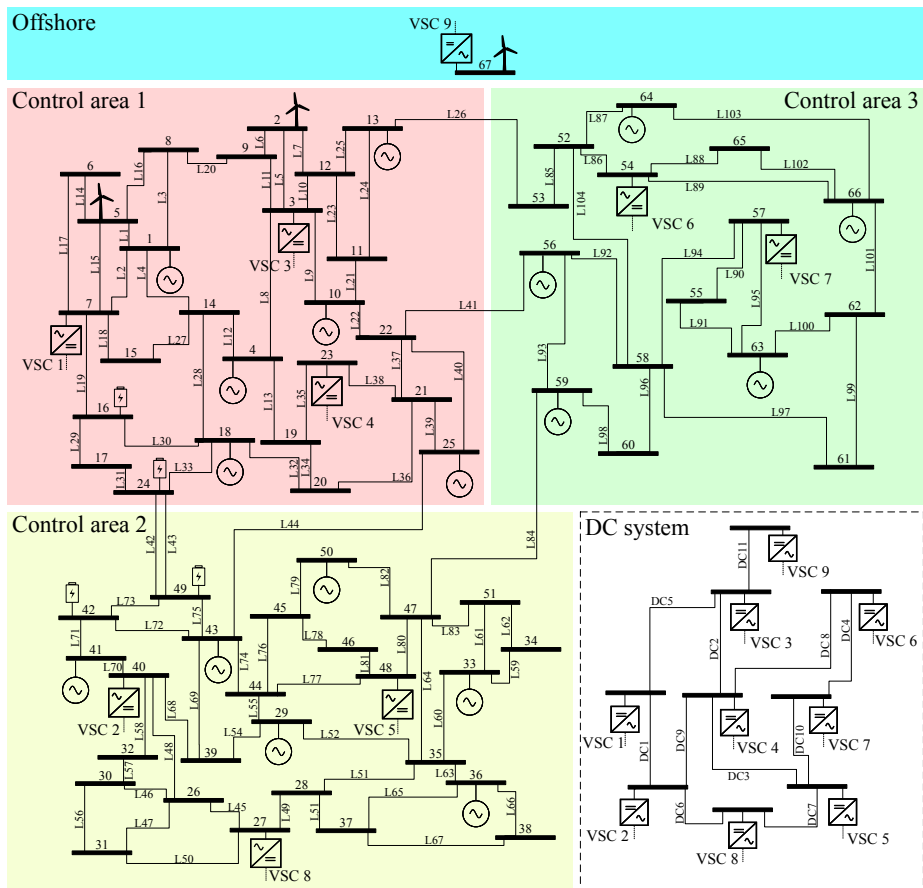 Offshore
VSC 9
67
Control area 1
Control area 3
2
13
L26
8
9
L6
L7
L25
12
L20
L16
L3
L11
L5
L10
L24
L23
6
L14
5
3
L17
L1
1
VSC 3
11
L15
L2
L4
L9
L21
10
7
14
L8
L22
L41
VSC 1
L18
L27
15
L12
4
22
23
L37
L40
L19
L28
L13
L35
L38
VSC 4
21
16
L39
L29
L30
18
19
25
17
L32
L34
L31
L33
20
L36
24
64
L87
L103
52
L86
54
L88
65
L85
L102
L89
53
L104
VSC 6
66
57
56
L92
L94
L101
L90
VSC 7
55
L95
62
L91
L100
63
L93
58
59
L96
L99
L98
60
L97
61
L84
Control area 2
L42
L43
L44
50
L79
L82
49
42
L73
L75
45
47
51
L72
43
L78
L83
L61
L62
L71
46
L80
34
41
L74
L76
L81
48
33
L59
L70
40
L77
L64
44
VSC 2
L68
L69
L55
VSC 5
L60
L58
29
32
L48
L54
L52
39
35
L57
30
L51
L63
28
36
L46
26
L65
L56
L45
L49
L51
L66
L47
27
37
38
31
L67
L50
VSC 8
DC system
DC11
VSC 9
DC5
DC2
VSC 3
DC8
DC4
VSC 6
VSC 1
DC1
DC9
VSC 4
DC10
VSC 7
DC3
VSC 2
DC6
DC7
VSC 5
VSC 8